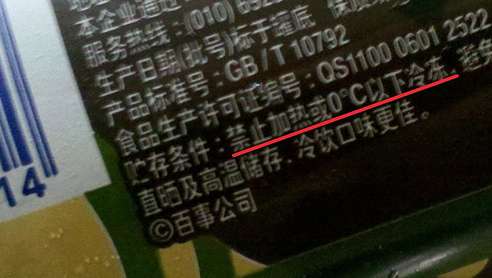 本企业通过
服务热线：(010)
生产日期(批号)标于罐底
产品标准号：GB/T 10792
食品生产许可证编号：QS1100 0601 2522
贮存条件：禁止加热或0°C以下冷冻，避免
直晒及高温储存，冷饮口味更佳。
©百事公司
14